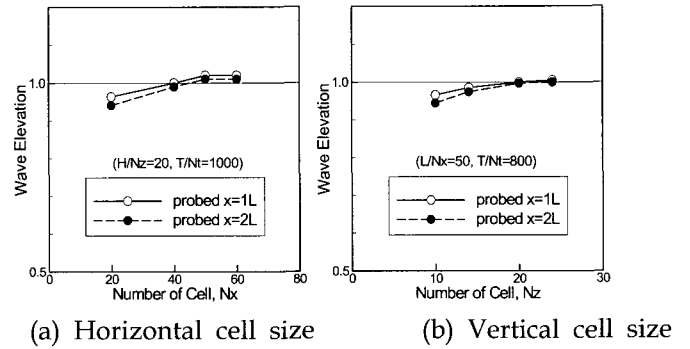 Wave Elevation
1.0
0.5
(H/Nz=20, T/Nt=1000)
probed x=1L
probed x=2L
0 20 40 60 80
Number of Cell, Nx
(a) Horizontal cell size
Wave Elevation
1.0
0.5
(L/Nx=50, T/Nt=800)
probed x=1L
probed x=2L
0 10 20 30
Number of Cell, Nz
(b) Vertical cell size